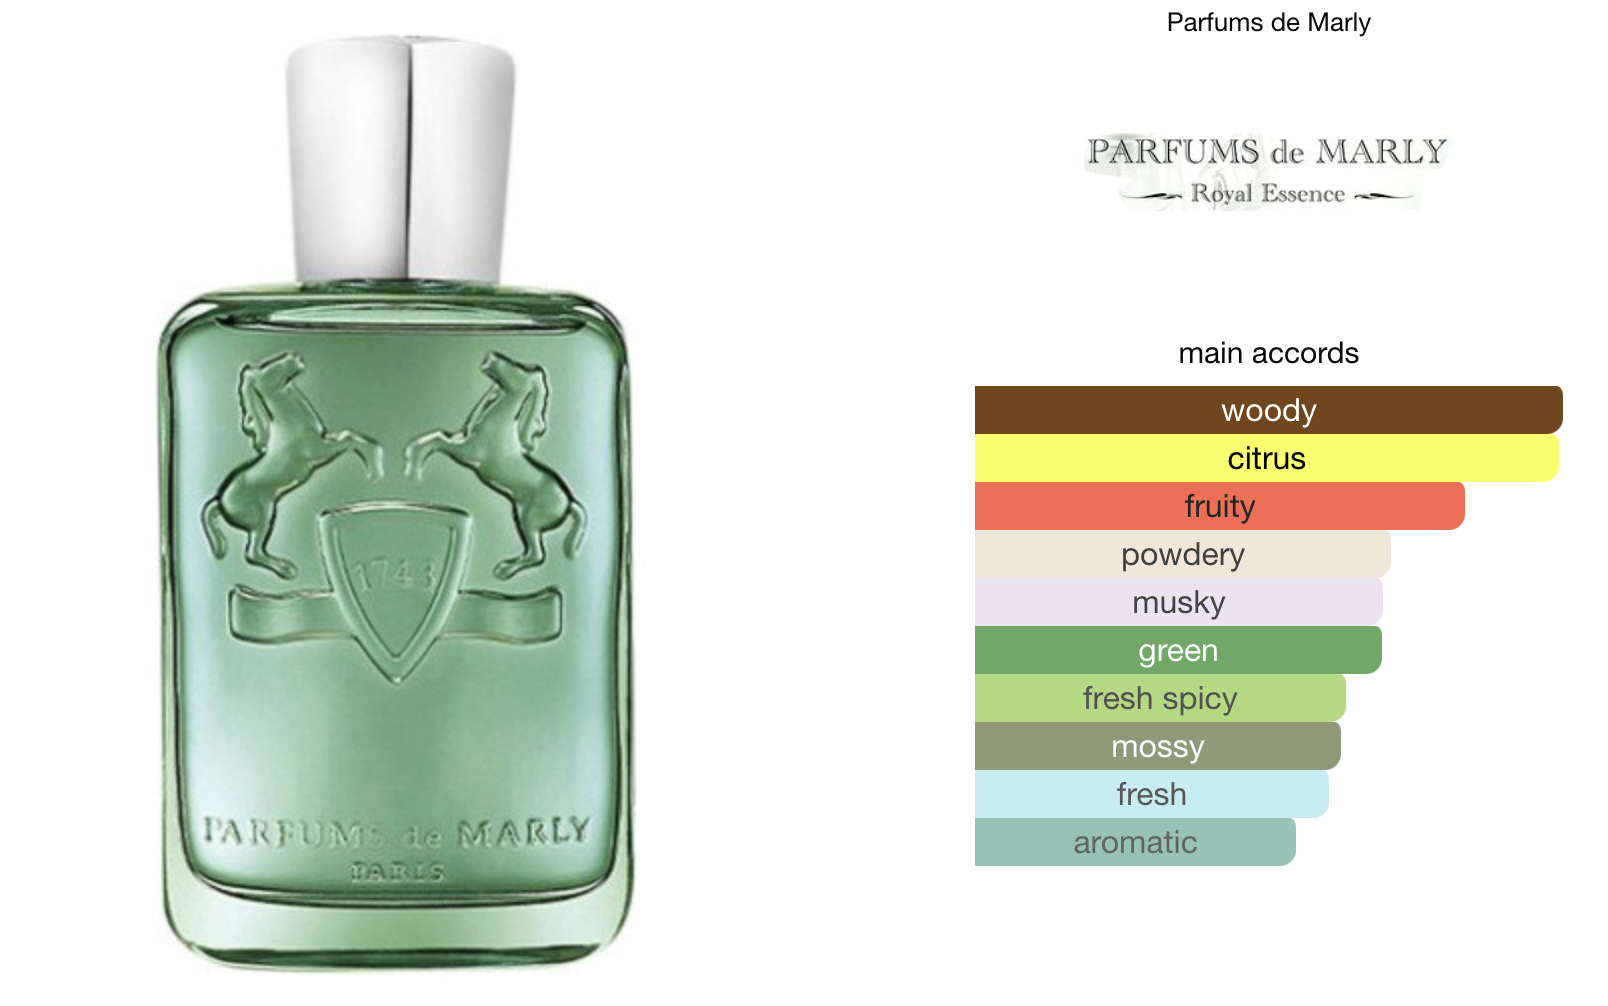 1743
PARFUMS de MARLY
PARIS
Parfums de Marly
PARFUMS de MARLY
Royal Essence
main accords
woody
citrus
fruity
powdery
musky
green
fresh spicy
mossy
fresh
aromatic